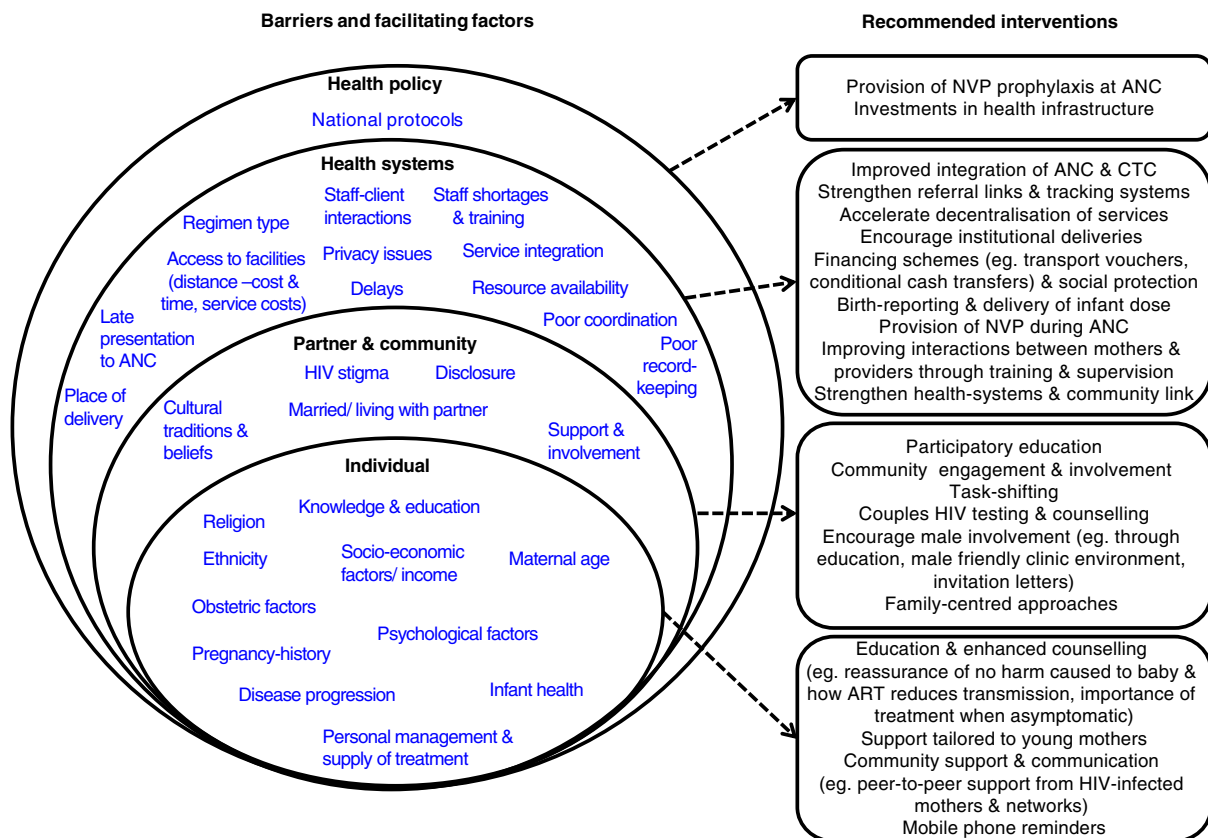 Barriers and facilitating factors
Health policy
National protocols
Health systems
Staff-client
interactions
Staff shortages
& training
Regimen type
Privacy issues
Service integration
Access to facilities
(distance –cost &
time, service costs)
Delays
Resource availability
Late
presentation
to ANC
Poor coordination
Poor
record-
keeping
Place of
delivery
Partner & community
HIV stigma
Disclosure
Married/ living with partner
Cultural
traditions &
beliefs
Support &
involvement
Individual
Knowledge & education
Religion
Ethnicity
Socio-economic
factors/ income
Maternal age
Obstetric factors
Psychological factors
Pregnancy-history
Disease progression
Infant health
Personal management &
supply of treatment
Recommended interventions
Provision of NVP prophylaxis at ANC
Investments in health infrastructure
Improved integration of ANC & CTC
Strengthen referral links & tracking systems
Accelerate decentralisation of services
Encourage institutional deliveries
Financing schemes (eg. transport vouchers,
conditional cash transfers) & social protection
Birth-reporting & delivery of infant dose
Provision of NVP during ANC
Improving interactions between mothers &
providers through training & supervision
Strengthen health-systems & community link
Participatory education
Community engagement & involvement
Task-shifting
Couples HIV testing & counselling
Encourage male involvement (eg. through
education, male friendly clinic environment,
invitation letters)
Family-centred approaches
Education & enhanced counselling
(eg. reassurance of no harm caused to baby &
how ART reduces transmission, importance of
treatment when asymptomatic)
Support tailored to young mothers
Community support & communication
(eg. peer-to-peer support from HIV-infected
mothers & networks)
Mobile phone reminders